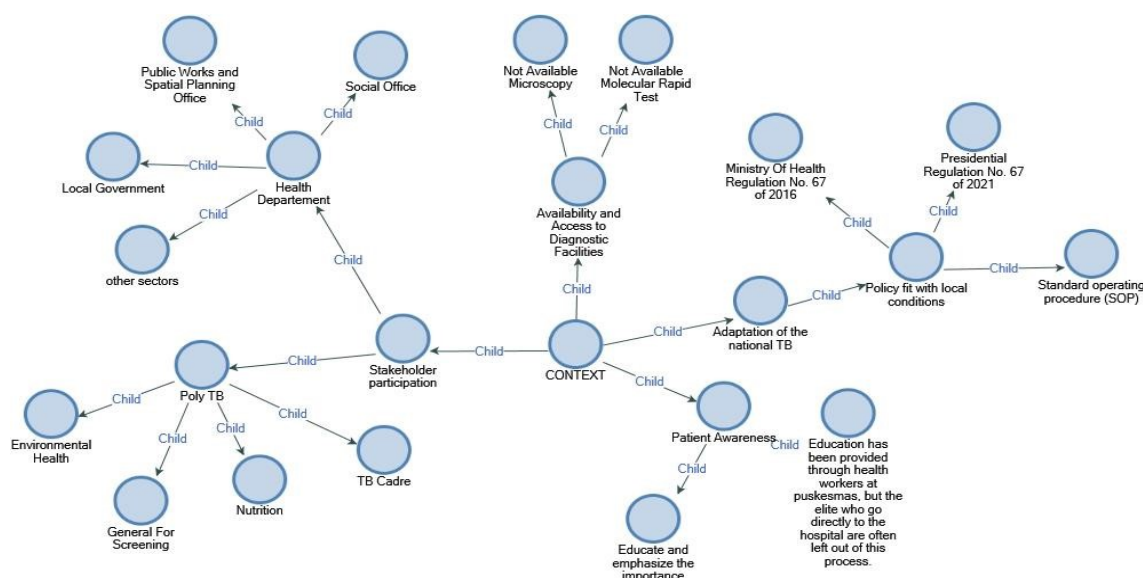 Public Works and
Spatial Planning
Office
Social Office
Not Available
Microscopy
Not Available
Molecular Rapid
Test
Child
Child
Child
Child
Local Government
Child
Health
Departement
Child
other sectors
Availability and
Access to
Diagnostic
Facilities
Ministry Of Health
Regulation No. 67
of 2016
Presidential
Regulation No. 67
of 2021
Child
Child
Child
Policy fit with local
conditions
Standard operating
procedure (SOP)
Child
Child
Child
Adaptation of the
national TB
Child
Child
Stakeholder
participation
Child
CONTEXT
Child
Poly TB
Child
Child
Child
Child
Child
Environmental
Health
General For
Screening
Nutrition
TB Cadre
Patient Awareness
Child
Child
Education has
been provided
through health
workers at
puskesmas, but the
elite who go
directly to the
hospital are often
left out of this
process.
Educate and
emphasize the
importance